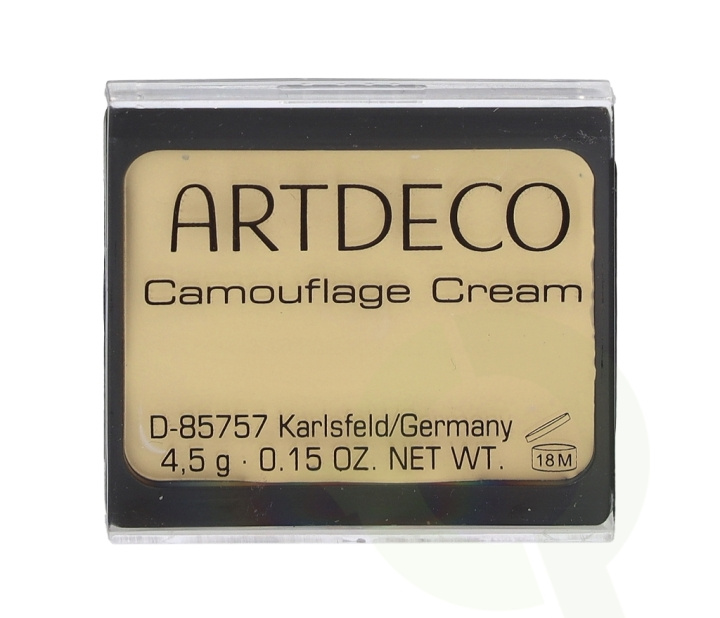 ARTDECO
Camouflage Cream
D-85757 Karlsfeld/Germany
4,5 g · 0.15 OZ. NET WT.
18M